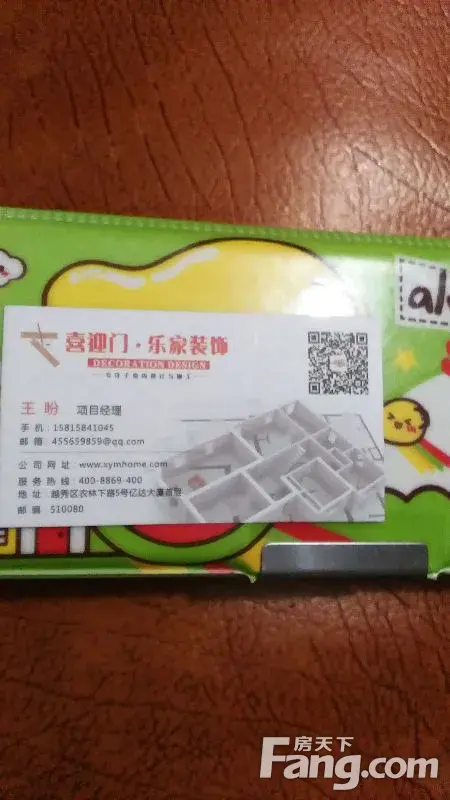 喜迎门·乐家装饰
DECORATION DESIGN
王盼 项目经理
手机:15815841045
邮箱:455659859@qq.com
公司网址:www.xymhome.com
服务热线:400-8869-400
地址:越秀区农林下路5号亿达大厦首层
邮编:510080
房天下
Fang.com